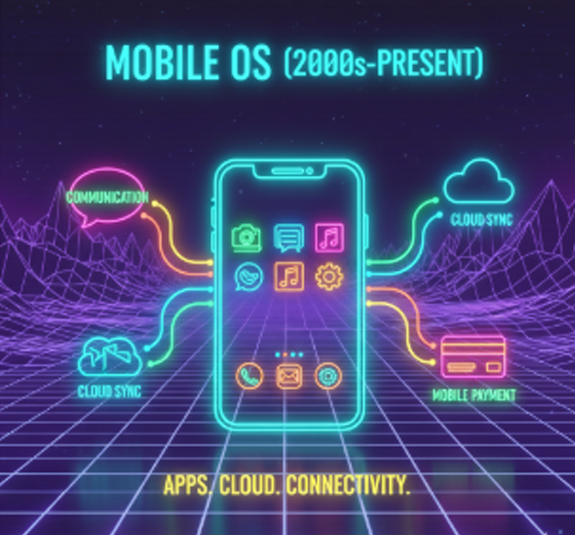 MOBILE OS (2000s-PRESENT)
COMMUNICATION
CLOUD SYNC
CLOUD SYNC
MOBILE PAYMENT
APPS. CLOUD. CONNECTIVITY.